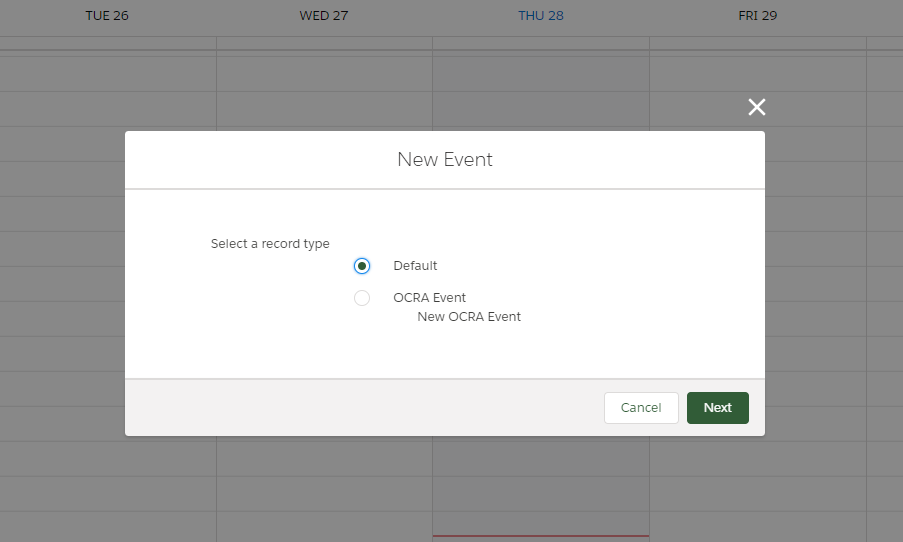 TUE 26 WED 27 THU 28 FRI 29
New Event
Select a record type
Default
OCRA Event
New OCRA Event
Cancel Next